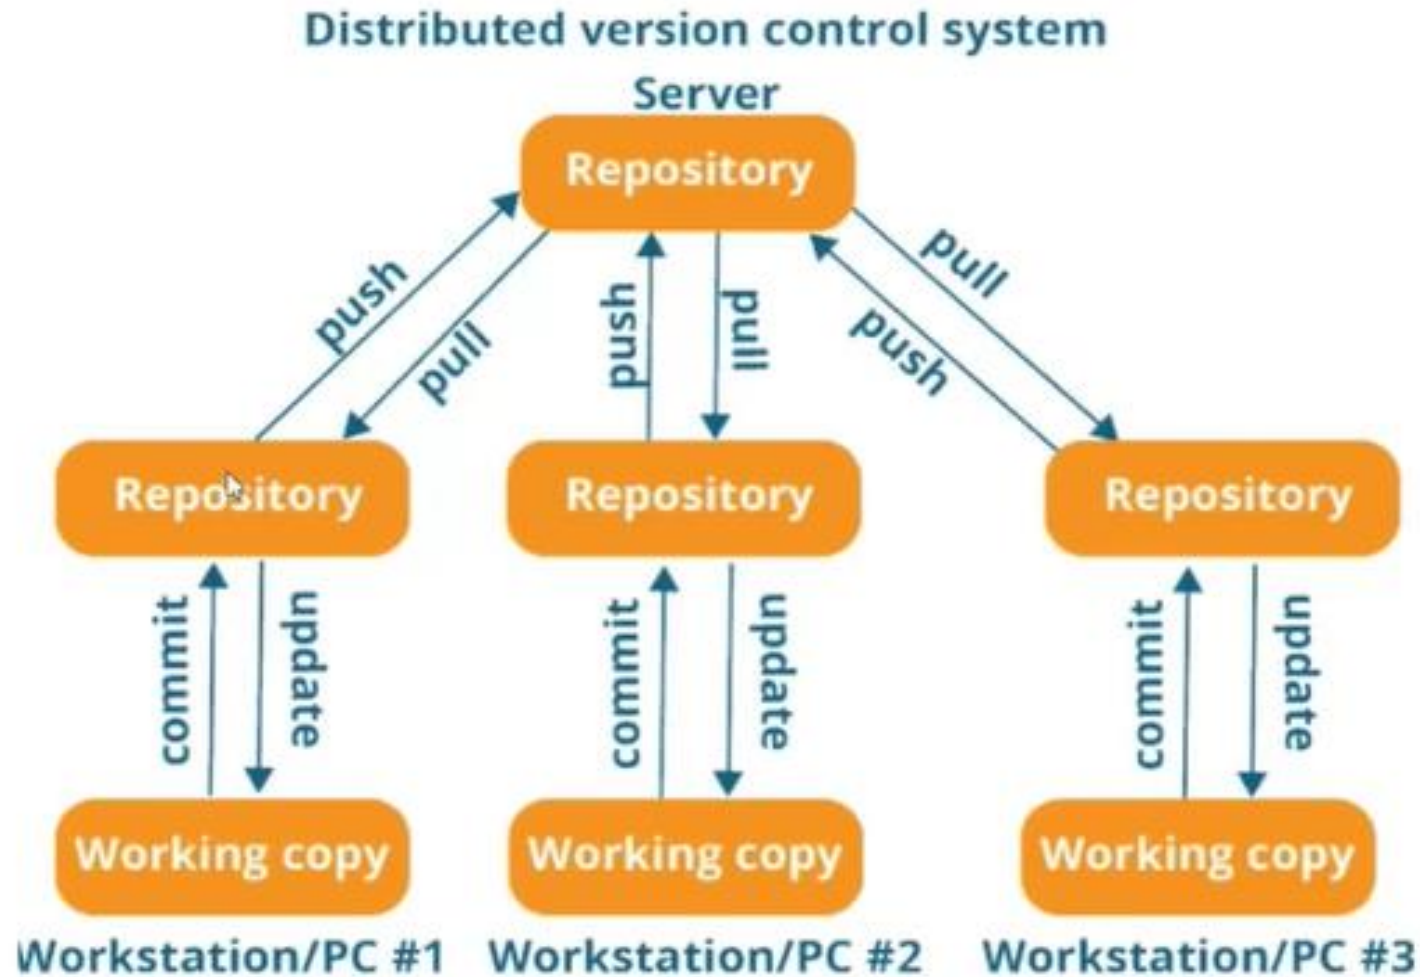 Distributed version control system
Server
Repository
push
pull
push
pull
pull
push
Repository
Repository
Repository
commit
update
commit
update
commit
update
Working copy
Working copy
Working copy
Workstation/PC #1
Workstation/PC #2
Workstation/PC #3